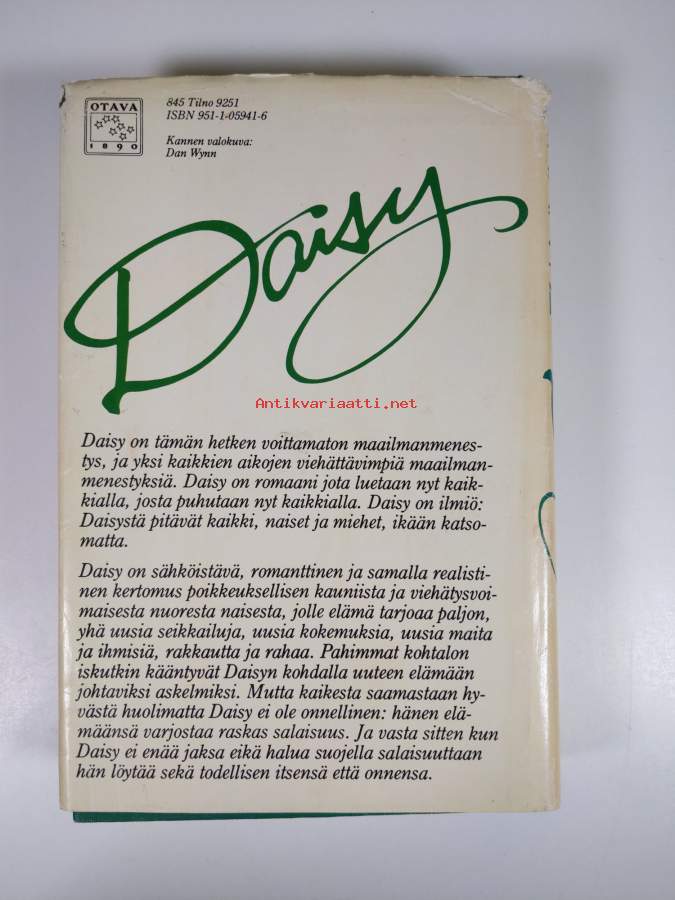 OTAVA
1890
845 Tilno 9251
ISBN 951-1-05941-6
Kannen valokuva:
Dan Wynn
Daisy
Antikvariaatti.net
Daisy on tämän hetken voittamaton maailmanmenes-
tys, ja yksi kaikkien aikojen viehättävimpiä maailman-
menestyksiä. Daisy on romaani jota luetaan nyt kaik-
kialla, josta puhutaan nyt kaikkialla. Daisy on ilmiö:
Daisystä pitävät kaikki, naiset ja miehet, ikään katso-
matta.
Daisy on sähköistävä, romanttinen ja samalla realisti-
nen kertomus poikkeuksellisen kauniista ja viehätysvoi-
maisesta nuoresta naisesta, jolle elämä tarjoaa paljon,
yhä uusia seikkailuja, uusia kokemuksia, uusia maita
ja ihmisiä, rakkautta ja rahaa. Pahimmat kohtalon
iskutkin kääntyvät Daisyn kohdalla uuteen elämään
johtaviksi askelmiksi. Mutta kaikesta saamastaan hy-
västä huolimatta Daisy ei ole onnellinen: hänen elä-
määnsä varjostaa raskas salaisuus. Ja vasta sitten kun
Daisy ei enää jaksa eikä halua suojella salaisuuttaan
hän löytää sekä todellisen itsensä että onnensa.